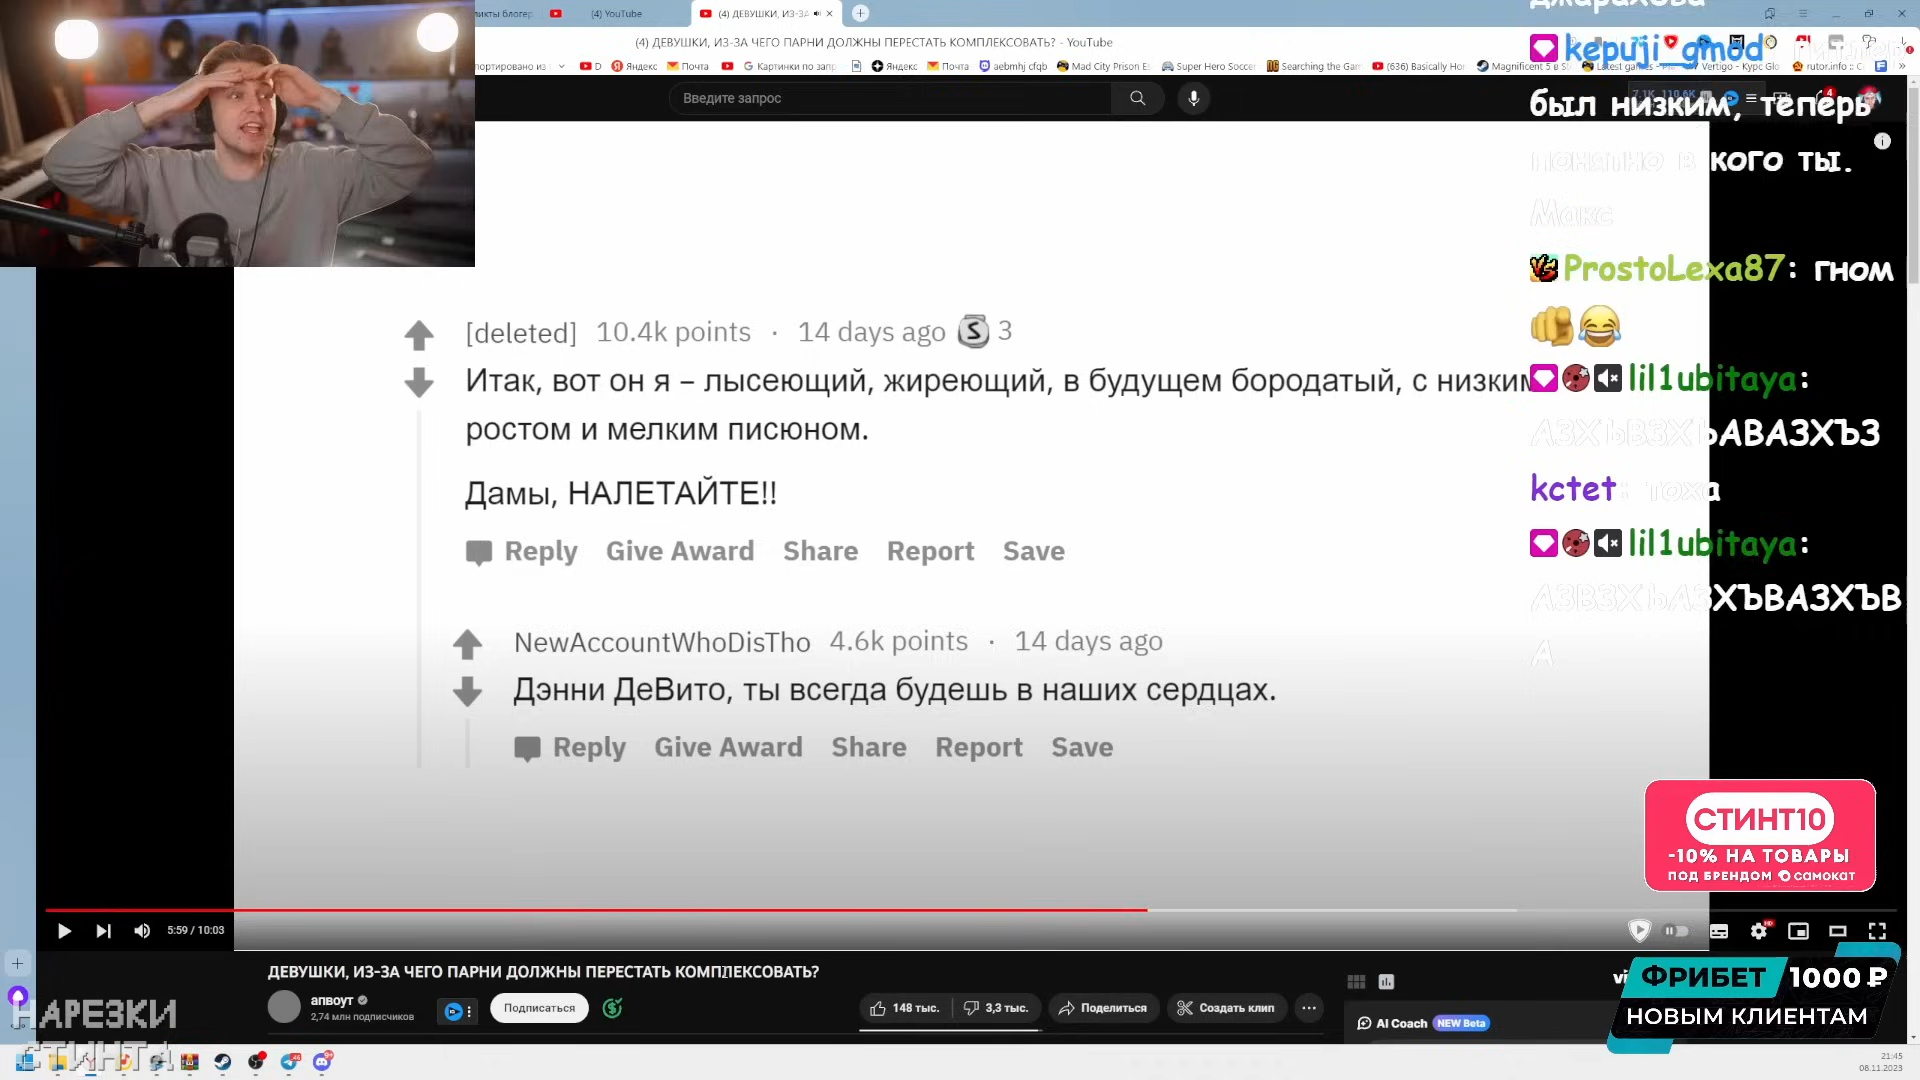 (4) YouTube
(4) ДЕВУШКИ, ИЗ-ЗА
(4) ДЕВУШКИ, ИЗ-ЗА ЧЕГО ПАРНИ ДОЛЖНЫ ПЕРЕСТАТЬ КОМПЛЕКСОВАТЬ? - YouTube
D
Яндекс
Почта
Картинки по запр
Яндекс
Почта
aebmhj cfqb
Mad City Prison E
Super Hero Soccer
Searching the Gam
(636) Basically Ho
Magnificent 5 в S
Vertigo - Курс Glo
rutor.info ::
Введите запрос
джарахова
kepuji_gmod
был низким, теперь
понятно в кого ты.
Макс
ProstoLexa87: гном
lil1ubitaya:
АЗХЪВЗХЪАВАЗХЪЗ
kctet: тоха
lil1ubitaya:
АЗВЗХЪАЗХЪВАЗХЪВ
А
[deleted] 10.4k points · 14 days ago S 3
Итак, вот он я – лысеющий, жиреющий, в будущем бородатый, с низким
ростом и мелким писюном.
Дамы, НАЛЕТАЙТЕ!!
Reply Give Award Share Report Save
NewAccountWhoDisTho 4.6k points · 14 days ago
Дэнни ДеВито, ты всегда будешь в наших сердцах.
Reply Give Award Share Report Save
СТИНТ10
-10% НА ТОВАРЫ
ПОД БРЕНДОМ самокат
5:59 / 10:03
ДЕВУШКИ, ИЗ-ЗА ЧЕГО ПАРНИ ДОЛЖНЫ ПЕРЕСТАТЬ КОМПЛЕКСОВАТЬ?
апвоут
2,74 млн подписчиков
Подписаться
148 тыс.
3,3 тыс.
Поделиться
Создать клип
AI Coach NEW Beta
ФРИБЕТ 1000 ₽
НОВЫМ КЛИЕНТАМ
НАРЕЗКИ
СТИНТа
21:45
08.11.2023